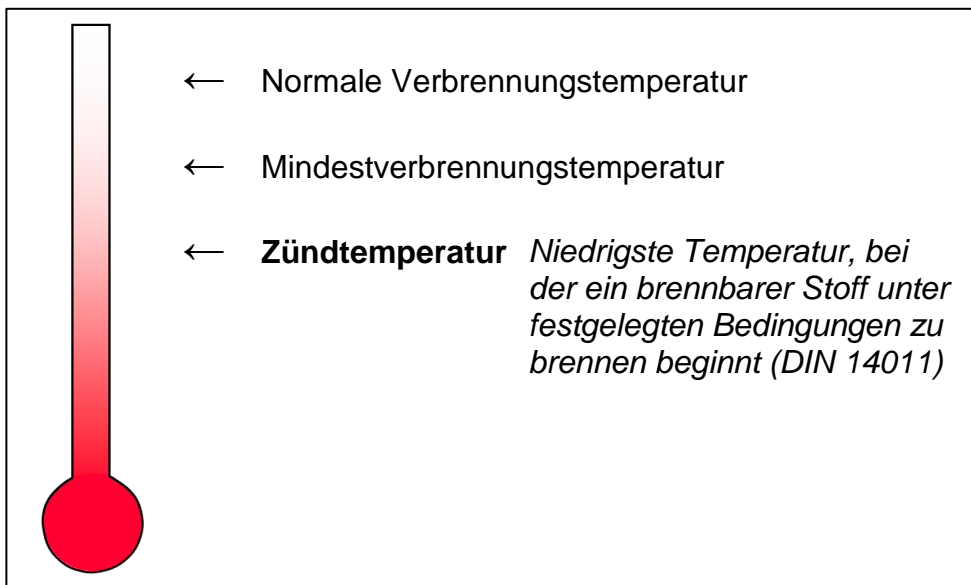 ← Normale Verbrennungstemperatur
← Mindestverbrennungstemperatur
← Zündtemperatur Niedrigste Temperatur, bei
der ein brennbarer Stoff unter
festgelegten Bedingungen zu
brennen beginnt (DIN 14011)